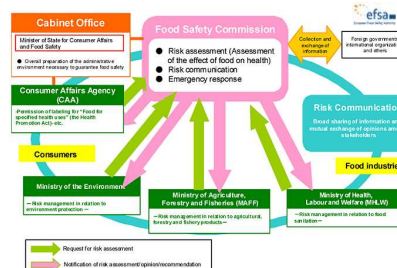 Cabinet Office
Minister of State for Consumer Affairs
and Food Safety
● Overall preparation of the administrative
environment necessary to guarantee food safety
Food Safety Commission
● Risk assessment (Assessment
of the effect of food on health)
● Risk communication
● Emergency response
efsa
Collection and
exchange of
information
Foreign governments
international organizat
and others
Consumer Affairs Agency
(CAA)
-Permission of labeling for "Food for
specified health uses" (the Health
Promotion Act)- etc.
Risk Communicatio
Broad sharing of information an
mutual exchange of opinions amo
stakeholders
Consumers
Food industrie
Ministry of the Environment
—Risk management in relation to
environment protection—
Ministry of Agriculture,
Forestry and Fisheries (MAFF)
—Risk management in relation to agricultural,
forestry and fishery products—
Ministry of Health,
Labour and Welfare (MHLW)
—Risk management in relation to food
sanitation—
Request for risk assessment
Notification of risk assessment/opinion/recommendation